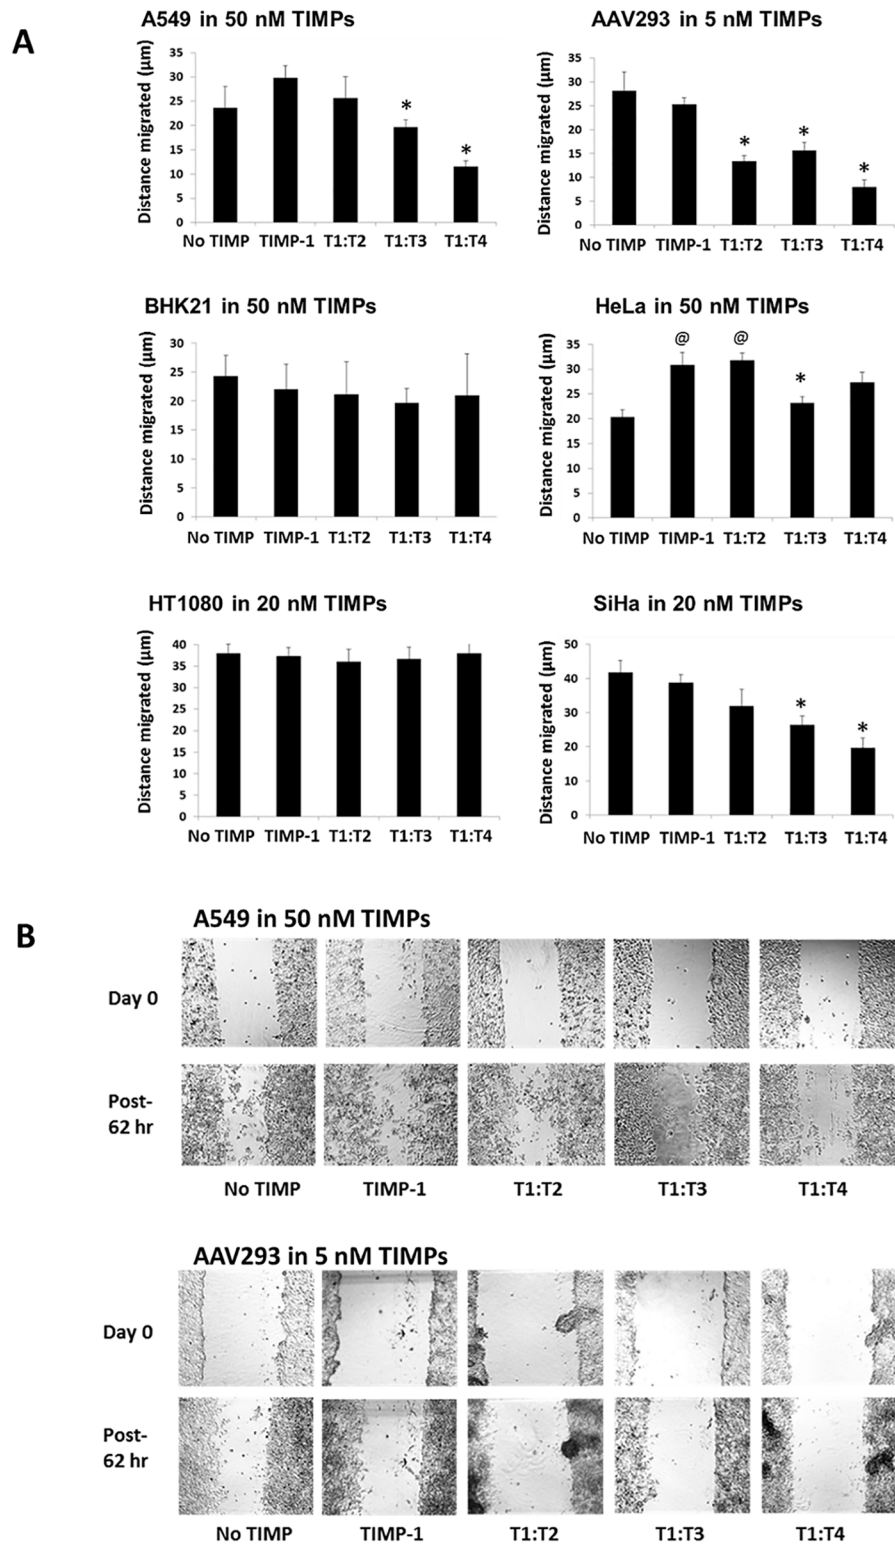 A
A549 in 50 nM TIMPs
Distance migrated (µm)
35
30
25
20
15
10
5
0
*
*
No TIMP TIMP-1 T1:T2 T1:T3 T1:T4
AAV293 in 5 nM TIMPs
Distance migrated (µm)
35
30
25
20
15
10
5
0
*
*
*
No TIMP TIMP-1 T1:T2 T1:T3 T1:T4
BHK21 in 50 nM TIMPs
Distance migrated (µm)
30
25
20
15
10
5
0
No TIMP TIMP-1 T1:T2 T1:T3 T1:T4
HeLa in 50 nM TIMPs
Distance migrated (µm)
35
30
25
20
15
10
5
0
@
@
*
No TIMP TIMP-1 T1:T2 T1:T3 T1:T4
HT1080 in 20 nM TIMPs
Distance migrated (µm)
40
35
30
25
20
15
10
5
0
No TIMP TIMP-1 T1:T2 T1:T3 T1:T4
SiHa in 20 nM TIMPs
Distance migrated (µm)
50
40
30
20
10
0
*
*
No TIMP TIMP-1 T1:T2 T1:T3 T1:T4
B
A549 in 50 nM TIMPs
Day 0
Post-
62 hr
No TIMP TIMP-1 T1:T2 T1:T3 T1:T4
AAV293 in 5 nM TIMPs
Day 0
Post-
62 hr
No TIMP TIMP-1 T1:T2 T1:T3 T1:T4